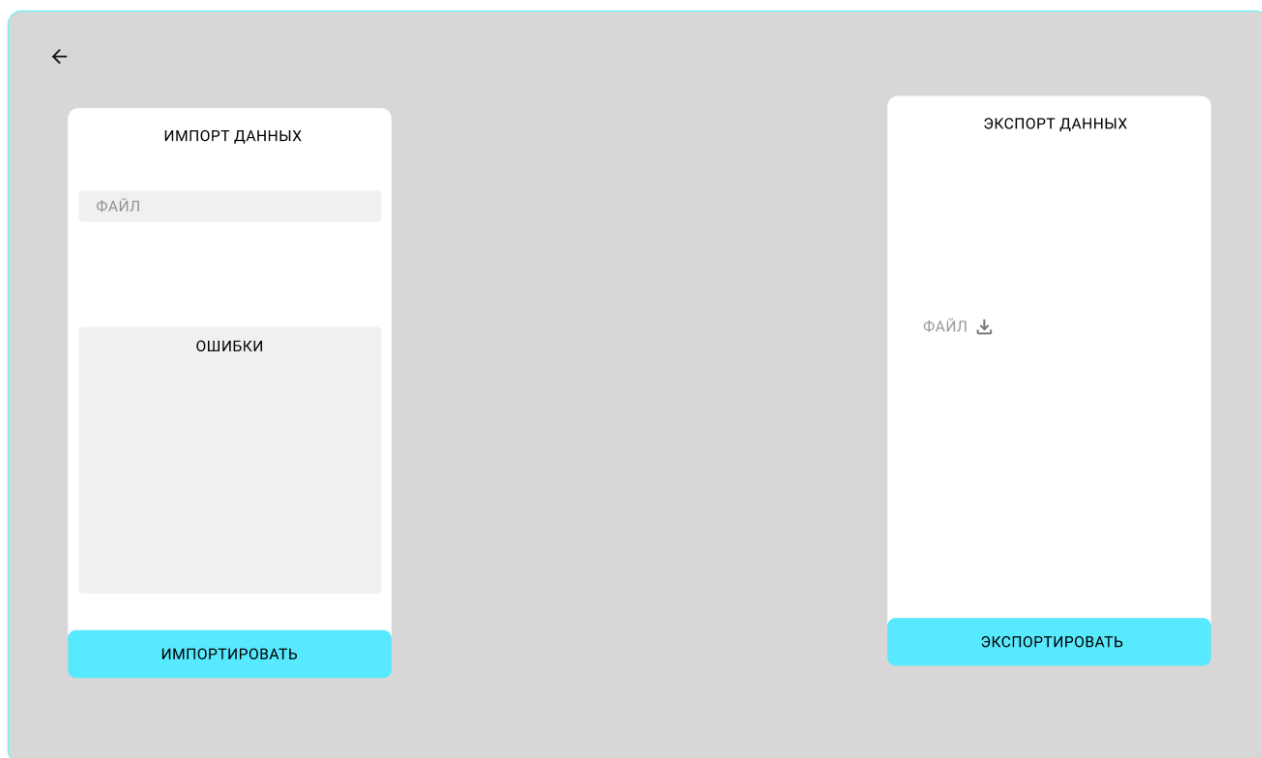 ИМПОРТ ДАННЫХ
ФАЙЛ
ОШИБКИ
ИМПОРТИРОВАТЬ
ЭКСПОРТ ДАННЫХ
ФАЙЛ
ЭКСПОРТИРОВАТЬ